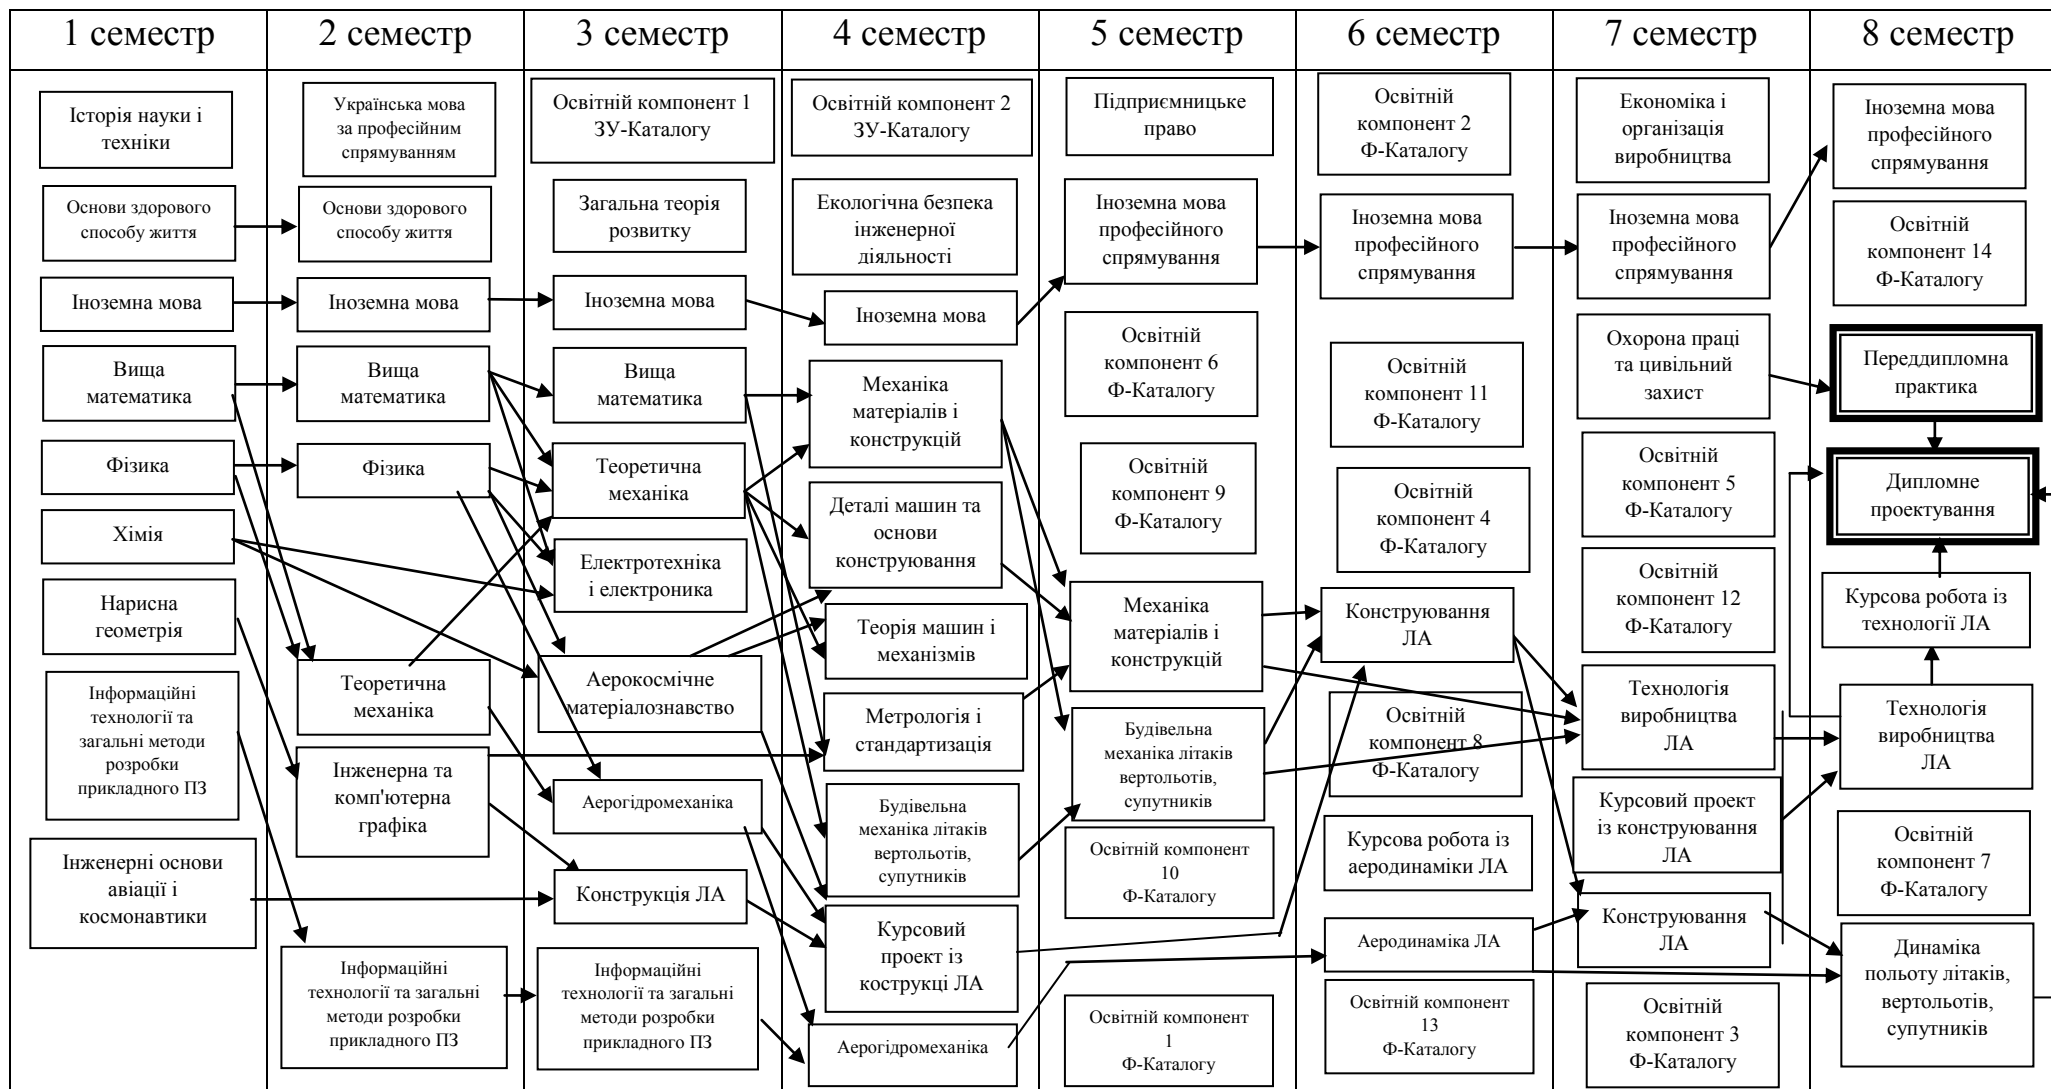 1 семестр
2 семестр
3 семестр
4 семестр
5 семестр
6 семестр
7 семестр
8 семестр
Історія науки і
техніки
Основи здорового
способу життя
Іноземна мова
Вища
математика
Фізика
Хімія
Нарисна
геометрія
Інформаційні
технології та
загальні методи
розробки
прикладного ПЗ
Інженерні основи
авіації і
космонавтики
Українська мова
за професійним
спрямуванням
Основи здорового
способу життя
Іноземна мова
Вища
математика
Фізика
Теоретична
механіка
Інженерна та
комп'ютерна
графіка
Інформаційні
технології та загальні
методи розробки
прикладного ПЗ
Освітній компонент 1
ЗУ-Каталогу
Загальна теорія
розвитку
Іноземна мова
Вища
математика
Теоретична
механіка
Електротехніка
і електроника
Аерокосмічне
матеріалознавство
Аерогідромеханіка
Конструкція ЛА
Інформаційні
технології та загальні
методи розробки
прикладного ПЗ
Освітній компонент 2
ЗУ-Каталогу
Екологічна безпека
інженерної
діяльності
Іноземна мова
Механіка
матеріалів і
конструкцій
Деталі машин та
основи
конструювання
Теорія машин і
механізмів
Метрологія і
стандартизація
Будівельна
механіка літаків
вертольотів,
супутників
Курсовий
проект із
кострукці ЛА
Аерогідромеханіка
Підприємницьке
право
Іноземна мова
професійного
спрямування
Освітній
компонент 6
Ф-Каталогу
Освітній
компонент 9
Ф-Каталогу
Механіка
матеріалів і
конструкцій
Будівельна
механіка літаків
вертольотів,
супутників
Освітній компонент
10
Ф-Каталогу
Освітній компонент
1
Ф-Каталогу
Освітній
компонент 2
Ф-Каталогу
Іноземна мова
професійного
спрямування
Освітній
компонент 11
Ф-Каталогу
Освітній
компонент 4
Ф-Каталогу
Конструювання
ЛА
Освітній
компонент 8
Ф-Каталогу
Курсова робота із
аеродинаміки ЛА
Аеродинаміка ЛА
Освітній компонент
13
Ф-Каталогу
Економіка і
організація
виробництва
Іноземна мова
професійного
спрямування
Охорона праці
та цивільний
захист
Освітній
компонент 5
Ф-Каталогу
Освітній
компонент 12
Ф-Каталогу
Технологія
виробництва
ЛА
Курсовий проект
із конструювання
ЛА
Конструювання
ЛА
Освітній
компонент 3
Ф-Каталогу
Іноземна мова
професійного
спрямування
Освітній
компонент 14
Ф-Каталогу
Переддипломна
практика
Дипломне
проектування
Курсова робота із
технології ЛА
Технологія
виробництва
ЛА
Освітній
компонент 7
Ф-Каталогу
Динаміка
польоту літаків,
вертольотів,
супутників